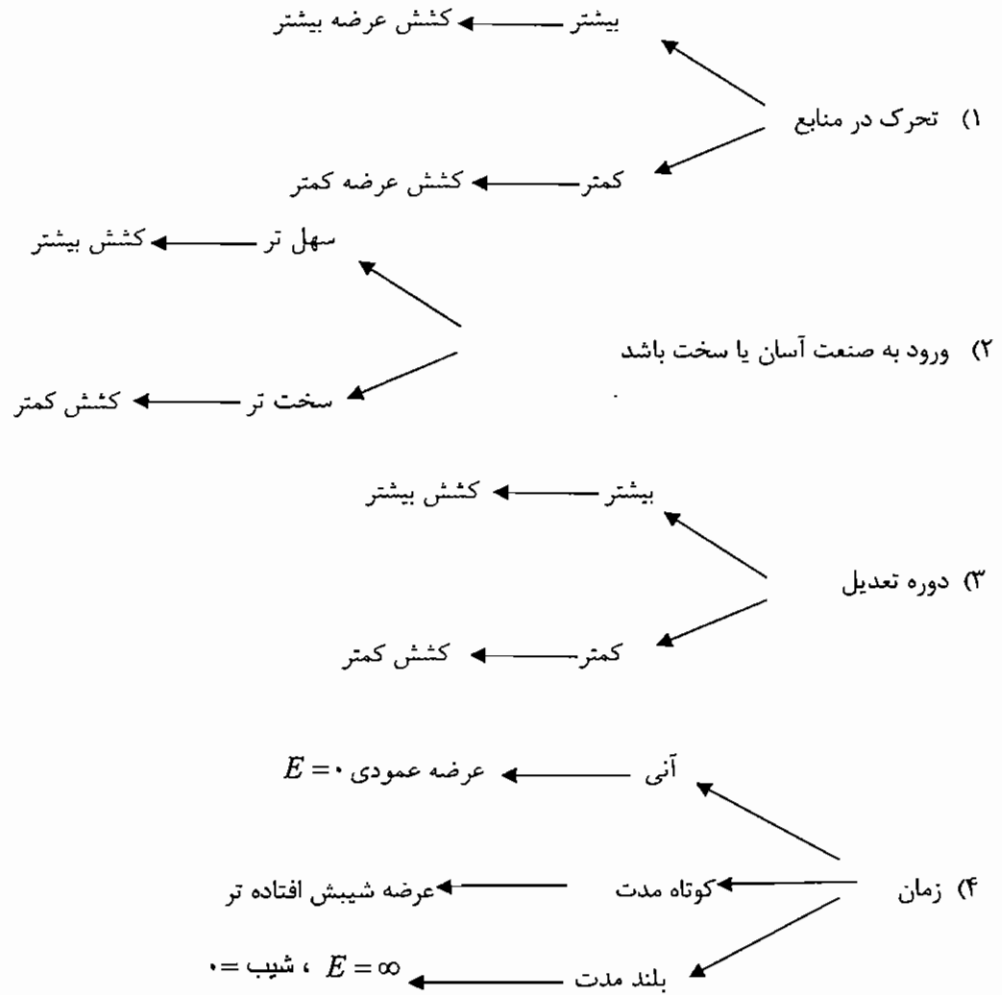 بیشتر کشش عرضه بیشتر
۱) تحرک در منابع
کمتر کشش عرضه کمتر
سهل تر کشش بیشتر
۲) ورود به صنعت آسان یا سخت باشد
سخت تر کشش کمتر
بیشتر کشش بیشتر
۳) دوره تعدیل
کمتر کشش کمتر
آنی عرضه عمودی E = ۰
۴) زمان کوتاه مدت عرضه شیبش افتاده تر
بلند مدت E = ∞ ، شیب = ۰